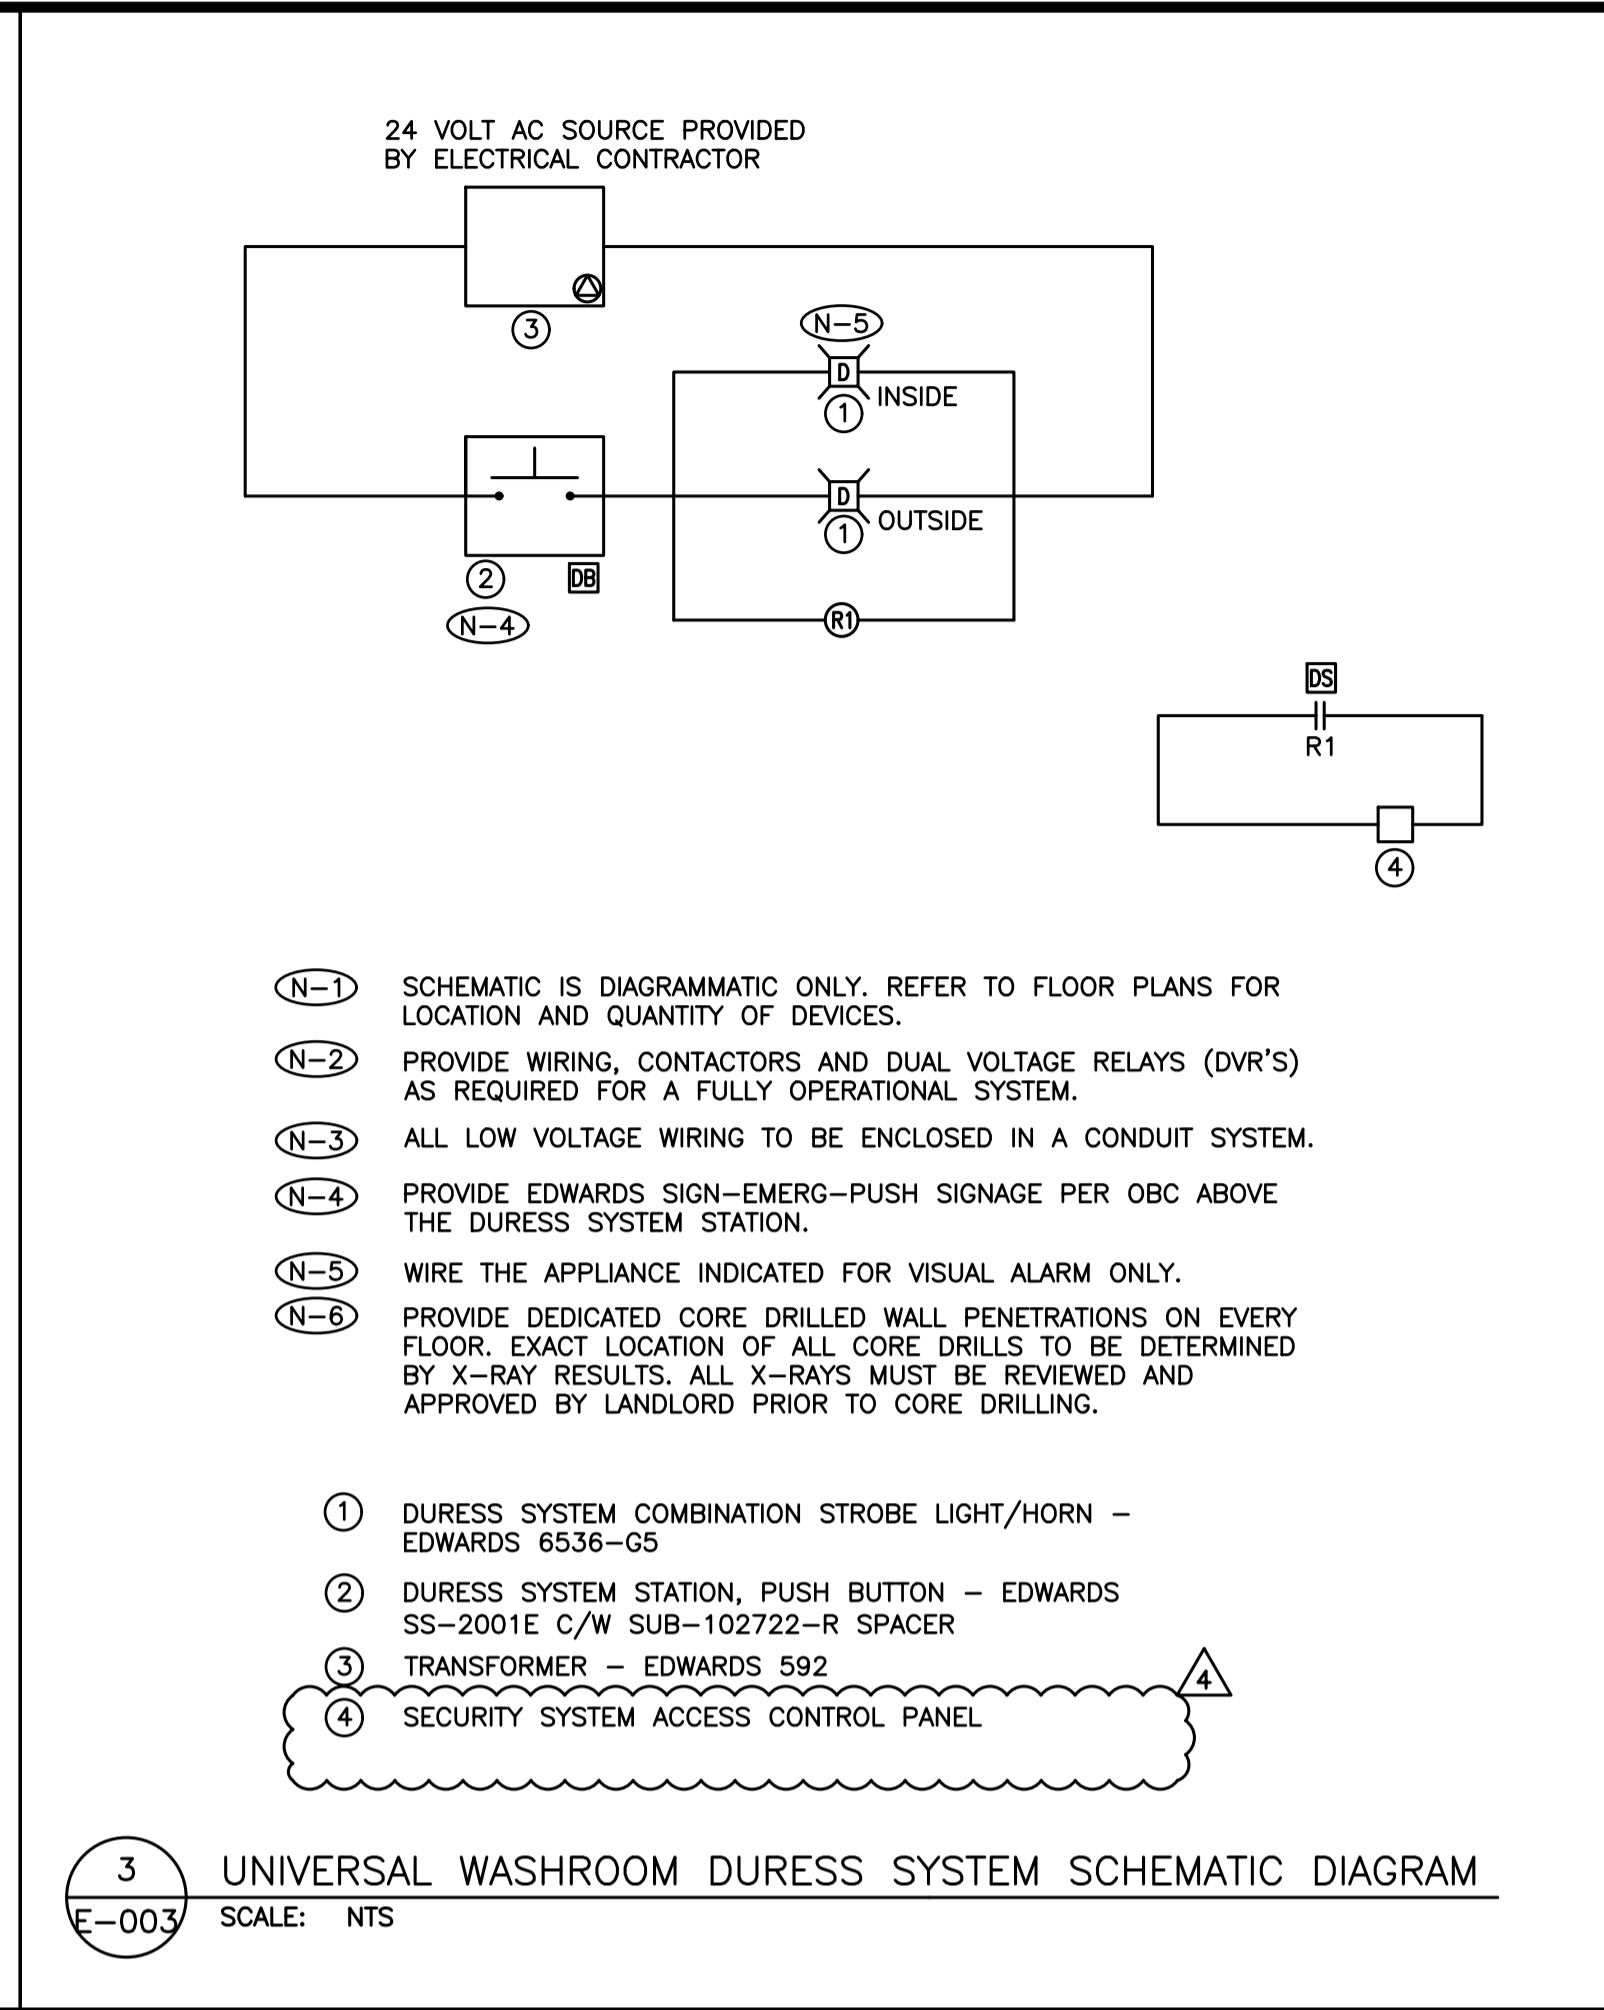 24 VOLT AC SOURCE PROVIDED
BY ELECTRICAL CONTRACTOR
3
N-5
D
INSIDE
1
D
OUTSIDE
1
2
DB
N-4
R1
DS
R1
4
N-1 SCHEMATIC IS DIAGRAMMATIC ONLY. REFER TO FLOOR PLANS FOR
LOCATION AND QUANTITY OF DEVICES.
N-2 PROVIDE WIRING, CONTACTORS AND DUAL VOLTAGE RELAYS (DVR'S)
AS REQUIRED FOR A FULLY OPERATIONAL SYSTEM.
N-3 ALL LOW VOLTAGE WIRING TO BE ENCLOSED IN A CONDUIT SYSTEM.
N-4 PROVIDE EDWARDS SIGN-EMERG-PUSH SIGNAGE PER OBC ABOVE
THE DURESS SYSTEM STATION.
N-5 WIRE THE APPLIANCE INDICATED FOR VISUAL ALARM ONLY.
N-6 PROVIDE DEDICATED CORE DRILLED WALL PENETRATIONS ON EVERY
FLOOR. EXACT LOCATION OF ALL CORE DRILLS TO BE DETERMINED
BY X-RAY RESULTS. ALL X-RAYS MUST BE REVIEWED AND
APPROVED BY LANDLORD PRIOR TO CORE DRILLING.
1 DURESS SYSTEM COMBINATION STROBE LIGHT/HORN -
EDWARDS 6536-G5
2 DURESS SYSTEM STATION, PUSH BUTTON - EDWARDS
SS-2001E C/W SUB-102722-R SPACER
3 TRANSFORMER - EDWARDS 592
4
4 SECURITY SYSTEM ACCESS CONTROL PANEL
3
E-003
UNIVERSAL WASHROOM DURESS SYSTEM SCHEMATIC DIAGRAM
SCALE: NTS